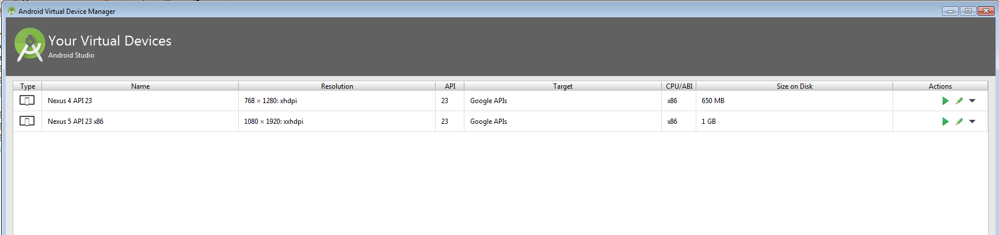 Android Virtual Device Manager
Your Virtual Devices
Android Studio
Type Name Resolution API Target CPU/ABI Size on Disk Actions
Nexus 4 API 23 768 × 1280: xhdpi 23 Google APIs x86 650 MB
Nexus 5 API 23 x86 1080 × 1920: xxhdpi 23 Google APIs x86 1 GB